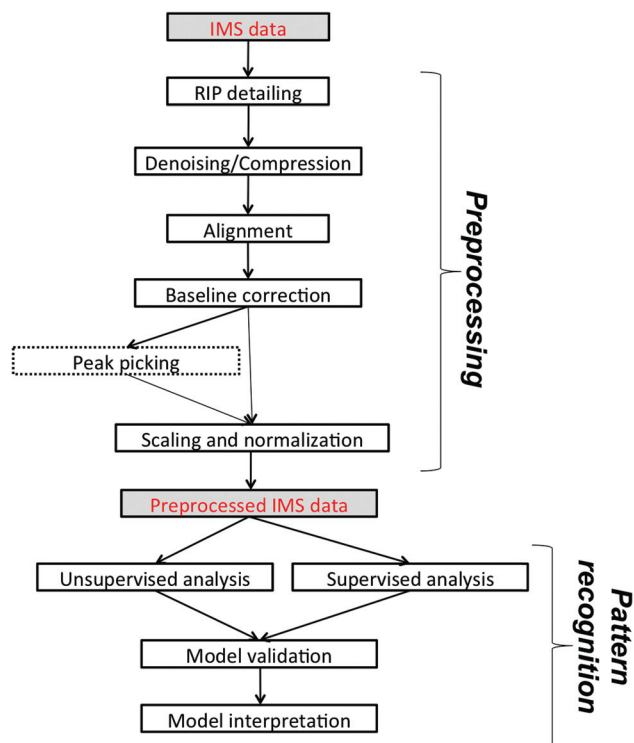 IMS data
RIP detailing
Denoising/Compression
Alignment
Baseline correction
Peak picking
Scaling and normalization
Preprocessing
Preprocessed IMS data
Unsupervised analysis
Supervised analysis
Model validation
Model interpretation
Pattern
recognition